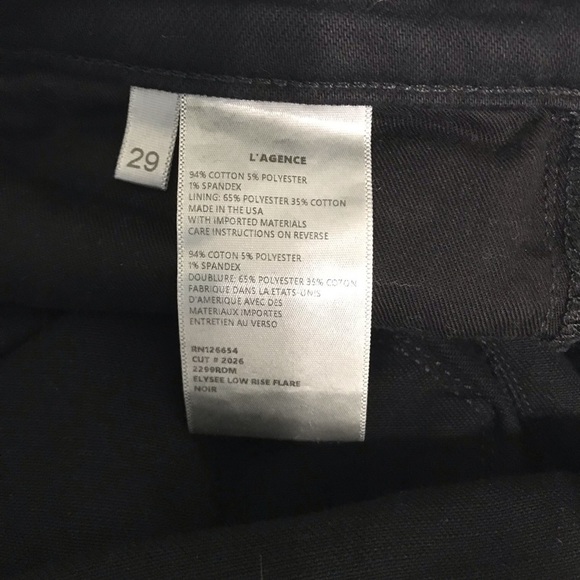 29
L'AGENCE
94% COTTON 5% POLYESTER
1% SPANDEX
LINING: 65% POLYESTER 35% COTTON
MADE IN THE USA
WITH IMPORTED MATERIALS
CARE INSTRUCTIONS ON REVERSE
94% COTON 5% POLYESTER
1% SPANDEX
DOUBLURE: 65% POLYESTER 35% COTON
FABRIQUE DANS LA ETATS-UNIS
D'AMERIQUE AVEC DES
MATERIAUX IMPORTES
ENTRETIEN AU VERSO
RN126654
CUT # 2026
2299RDM
ELYSEE LOW RISE FLARE
NOIR